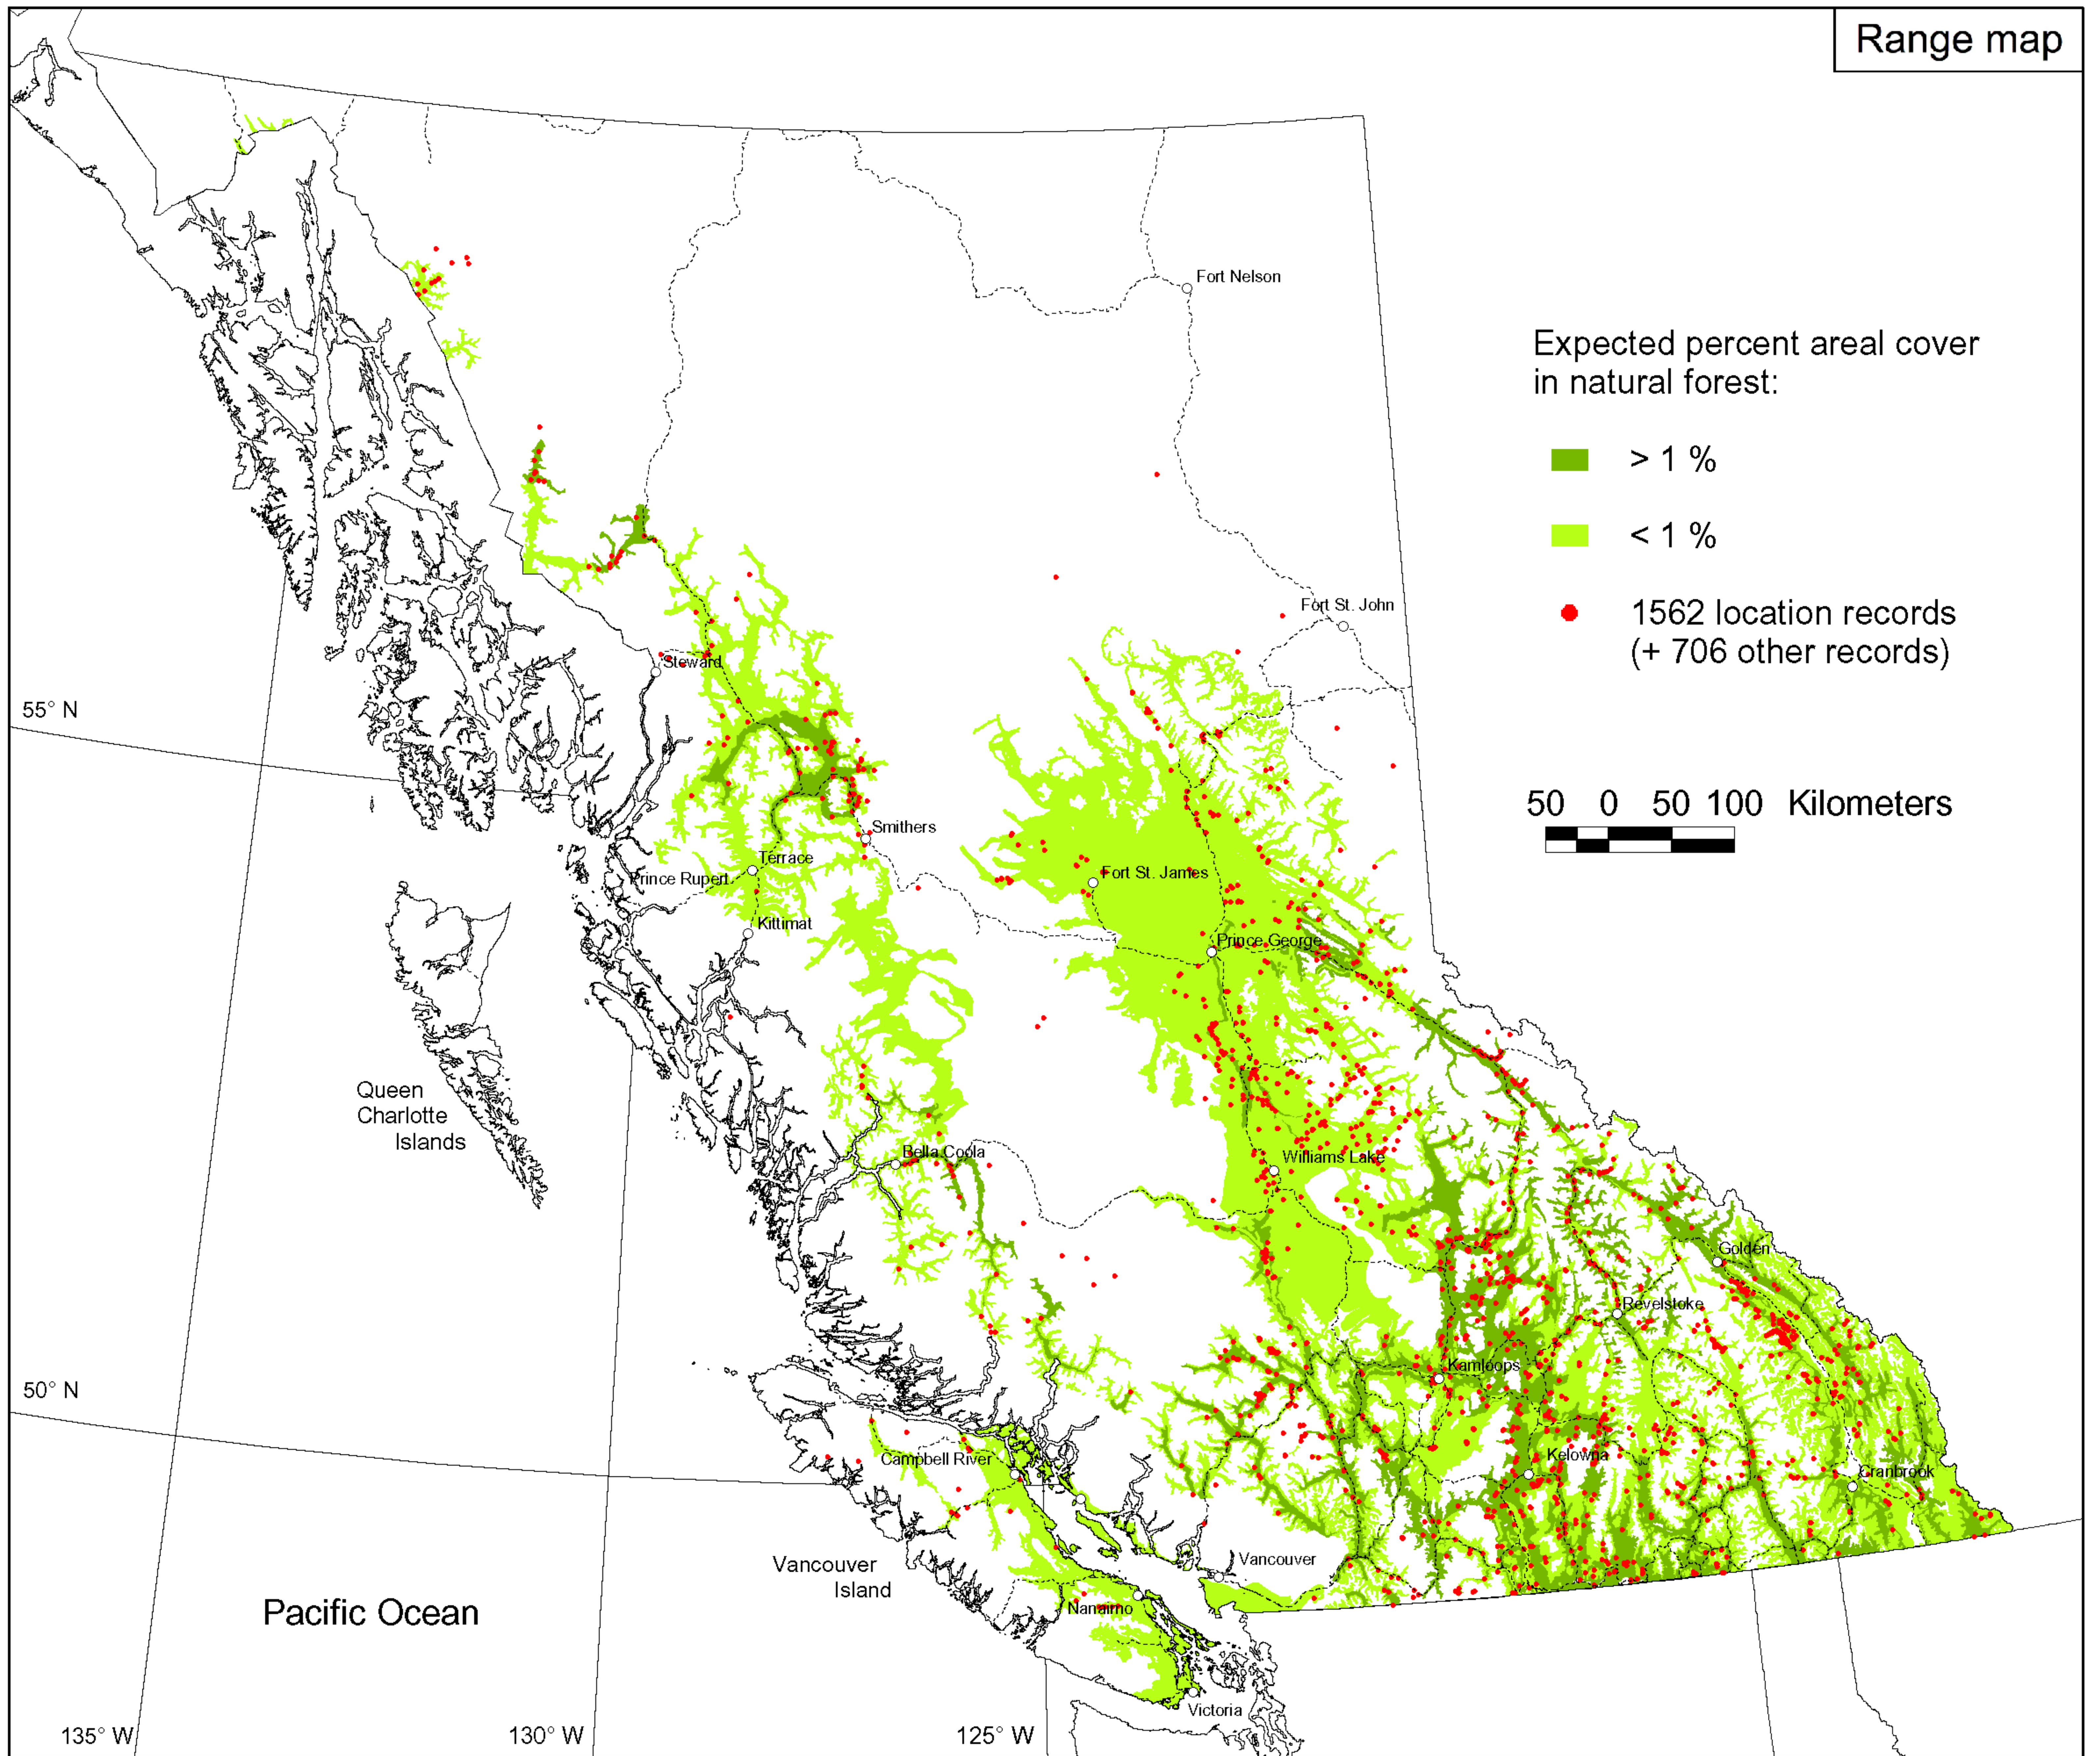 Range map
Fort Nelson
Expected percent areal cover
in natural forest:
> 1 %
< 1 %
1562 location records
(+ 706 other records)
Fort St. John
Steward
55° N
50 0 50 100 Kilometers
Smithers
Terrace
Prince Rupert
Fort St. James
Kittimat
Prince George
Queen
Charlotte
Islands
Bella Coola
Williams Lake
Golden
Revelstoke
Kamloops
50° N
Campbell River
Kelowna
Cranbrook
Vancouver
Island
Vancouver
Pacific Ocean
Nanaimo
Victoria
135° W
130° W
125° W